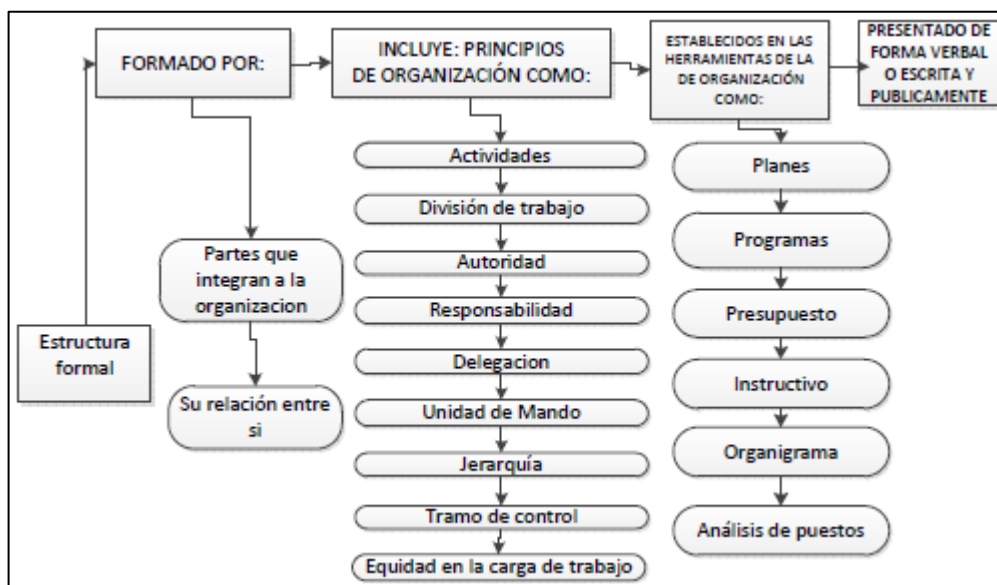 FORMADO POR:
INCLUYE: PRINCIPIOS
DE ORGANIZACIÓN COMO:
ESTABLECIDOS EN LAS
HERRAMIENTAS DE LA
DE ORGANIZACIÓN
COMO:
PRESENTADO DE
FORMA VERBAL
O ESCRITA Y
PUBLICAMENTE
Estructura
formal
Partes que
integran a la
organizacion
Su relación entre
si
Actividades
División de trabajo
Autoridad
Responsabilidad
Delegacion
Unidad de Mando
Jerarquía
Tramo de control
Equidad en la carga de trabajo
Planes
Programas
Presupuesto
Instructivo
Organigrama
Análisis de puestos